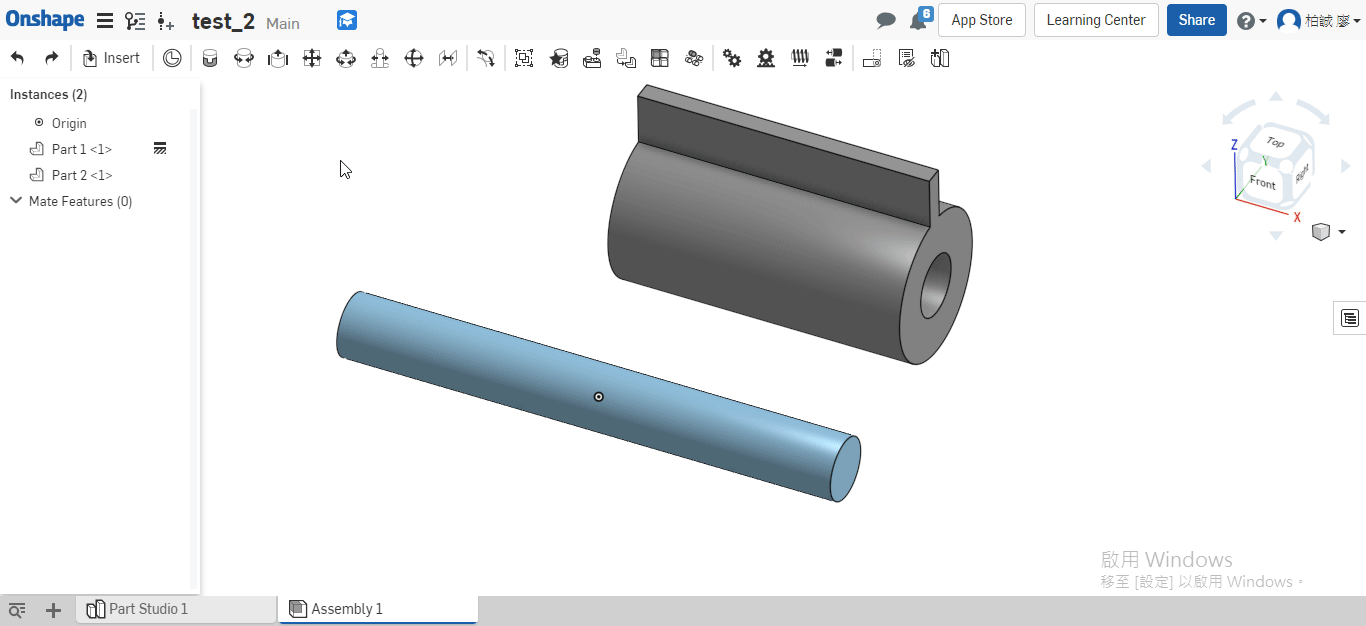 Onshape test_2 Main 6 App Store Learning Center Share ? 柏誠 廖
Insert
Instances (2)
Origin
Part 1 <1>
Part 2 <1>
Mate Features (0)
Top
Front
Right
Z
Y
X
啟用 Windows
移至 [設定] 以啟用 Windows。
Part Studio 1
Assembly 1